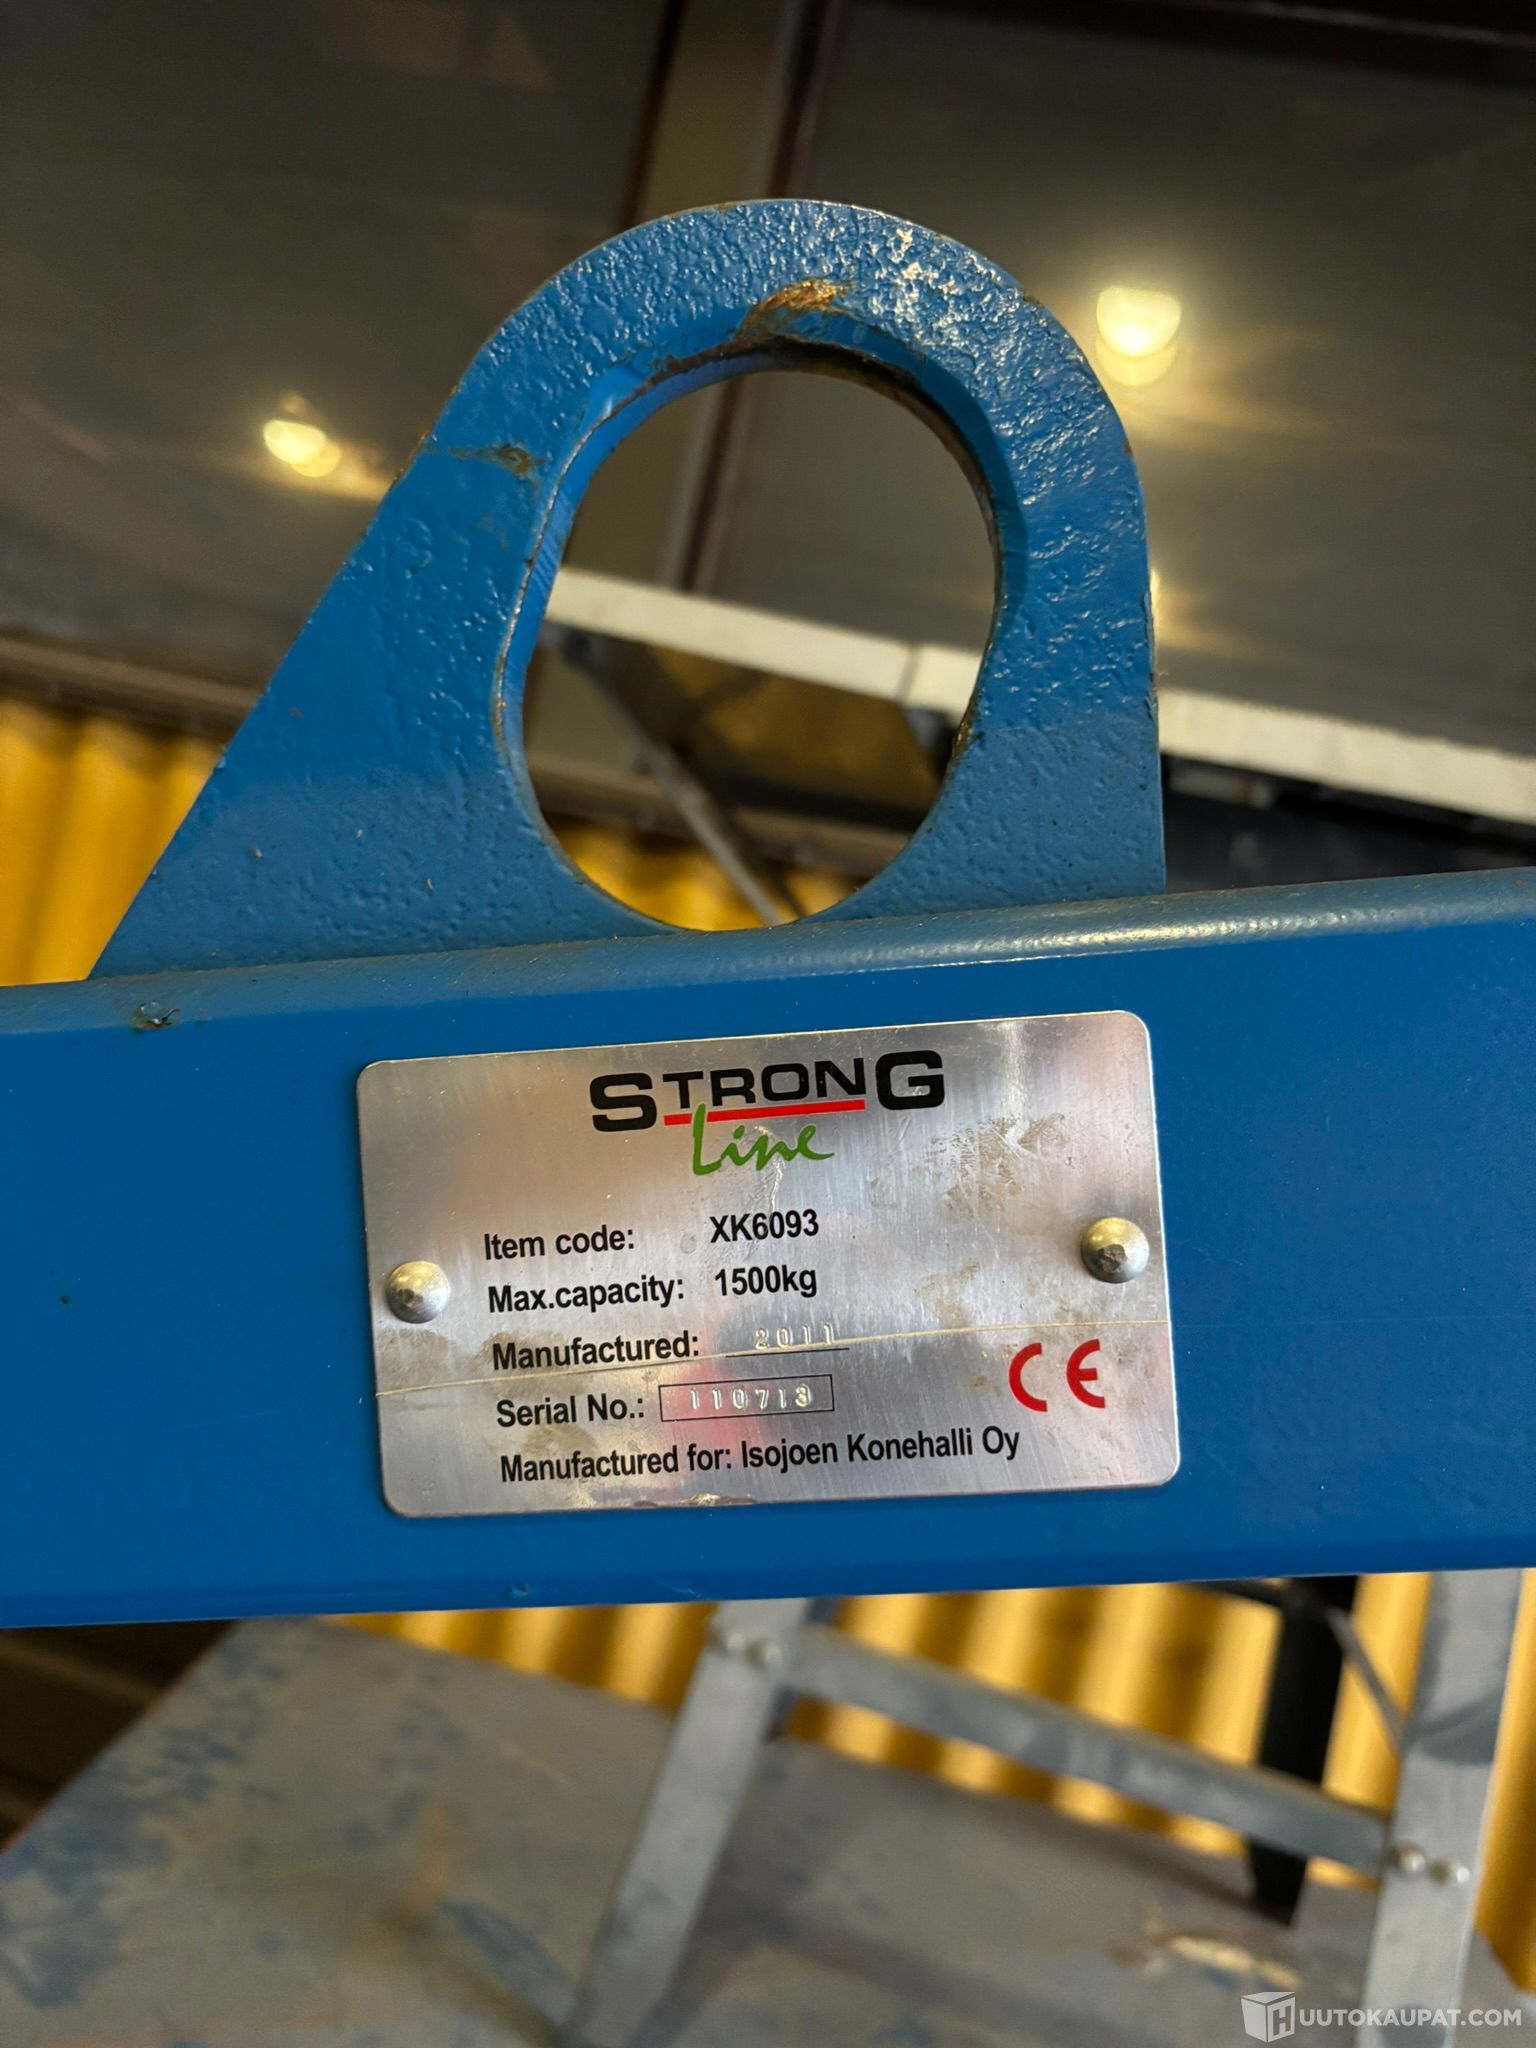 STRONG
Line
Item code: XK6093
Max.capacity: 1500kg
Manufactured: 2011
Serial No.: 110713
Manufactured for: Isojoen Konehalli Oy
CE
HUUTOKAUPAT.COM